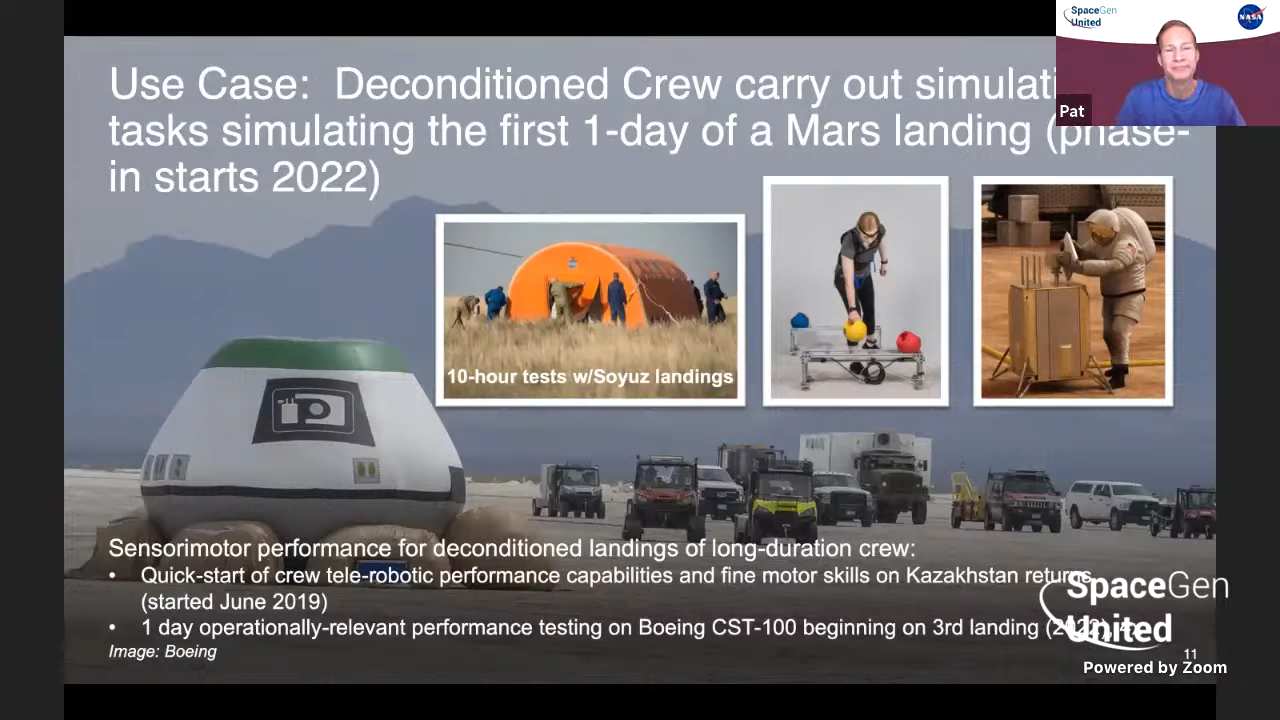 SpaceGen
United
NASA
Pat
Use Case:  Deconditioned Crew carry out simulati
tasks simulating the first 1-day of a Mars landing (phase-
in starts 2022)
10-hour tests w/Soyuz landings
Sensorimotor performance for deconditioned landings of long-duration crew:
• Quick-start of crew tele-robotic performance capabilities and fine motor skills on Kazakhstan returns
(started June 2019)
• 1 day operationally-relevant performance testing on Boeing CST-100 beginning on 3rd landing (2022)
Image: Boeing
SpaceGen
United
11
Powered by Zoom